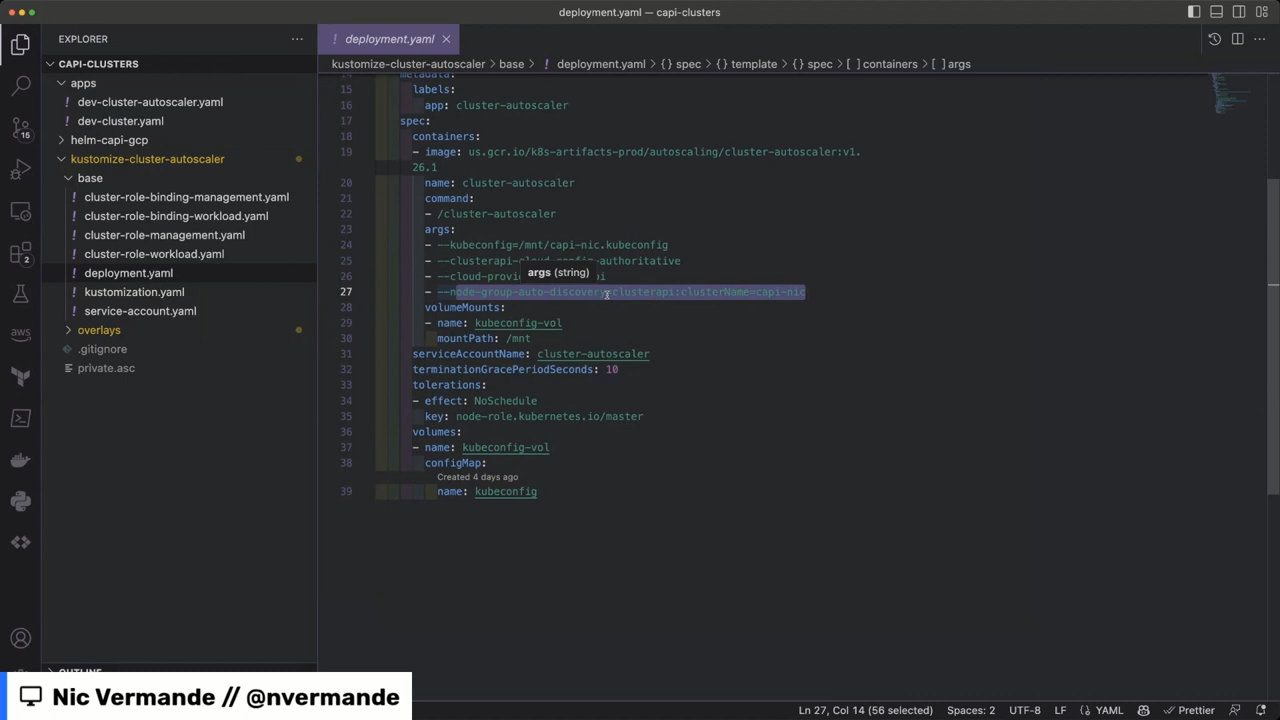 deployment.yaml — capi-clusters
EXPLORER
deployment.yaml
CAPI-CLUSTERS
kustomize-cluster-autoscaler > base > ! deployment.yaml > {} spec > {} template > {} spec > [ ] containers > [ ] args
apps
! dev-cluster-autoscaler.yaml
! dev-cluster.yaml
helm-capi-gcp
kustomize-cluster-autoscaler
base
! cluster-role-binding-management.yaml
! cluster-role-binding-workload.yaml
! cluster-role-management.yaml
! cluster-role-workload.yaml
! deployment.yaml
! kustomization.yaml
! service-account.yaml
overlays
.gitignore
private.asc
OUTLINE
15
2
aws
14 metadata:
15 labels:
16 app: cluster-autoscaler
17 spec:
18 containers:
19 - image: us.gcr.io/k8s-artifacts-prod/autoscaling/cluster-autoscaler:v1.
26.1
20 name: cluster-autoscaler
21 command:
22 - /cluster-autoscaler
23 args:
24 - --kubeconfig=/mnt/capi-nic.kubeconfig
25 - --clusterapi-cloud-config-authoritative
args (string)
26 - --cloud-provi pi
27 - --node-group-auto-discovery=clusterapi:clusterName=capi-nic
28 volumeMounts:
29 - name: kubeconfig-vol
30 mountPath: /mnt
31 serviceAccountName: cluster-autoscaler
32 terminationGracePeriodSeconds: 10
33 tolerations:
34 - effect: NoSchedule
35 key: node-role.kubernetes.io/master
36 volumes:
37 - name: kubeconfig-vol
38 configMap:
Created 4 days ago
39 name: kubeconfig
Nic Vermande // @nvermande
Ln 27, Col 14 (56 selected) Spaces: 2 UTF-8 LF {} YAML Prettier